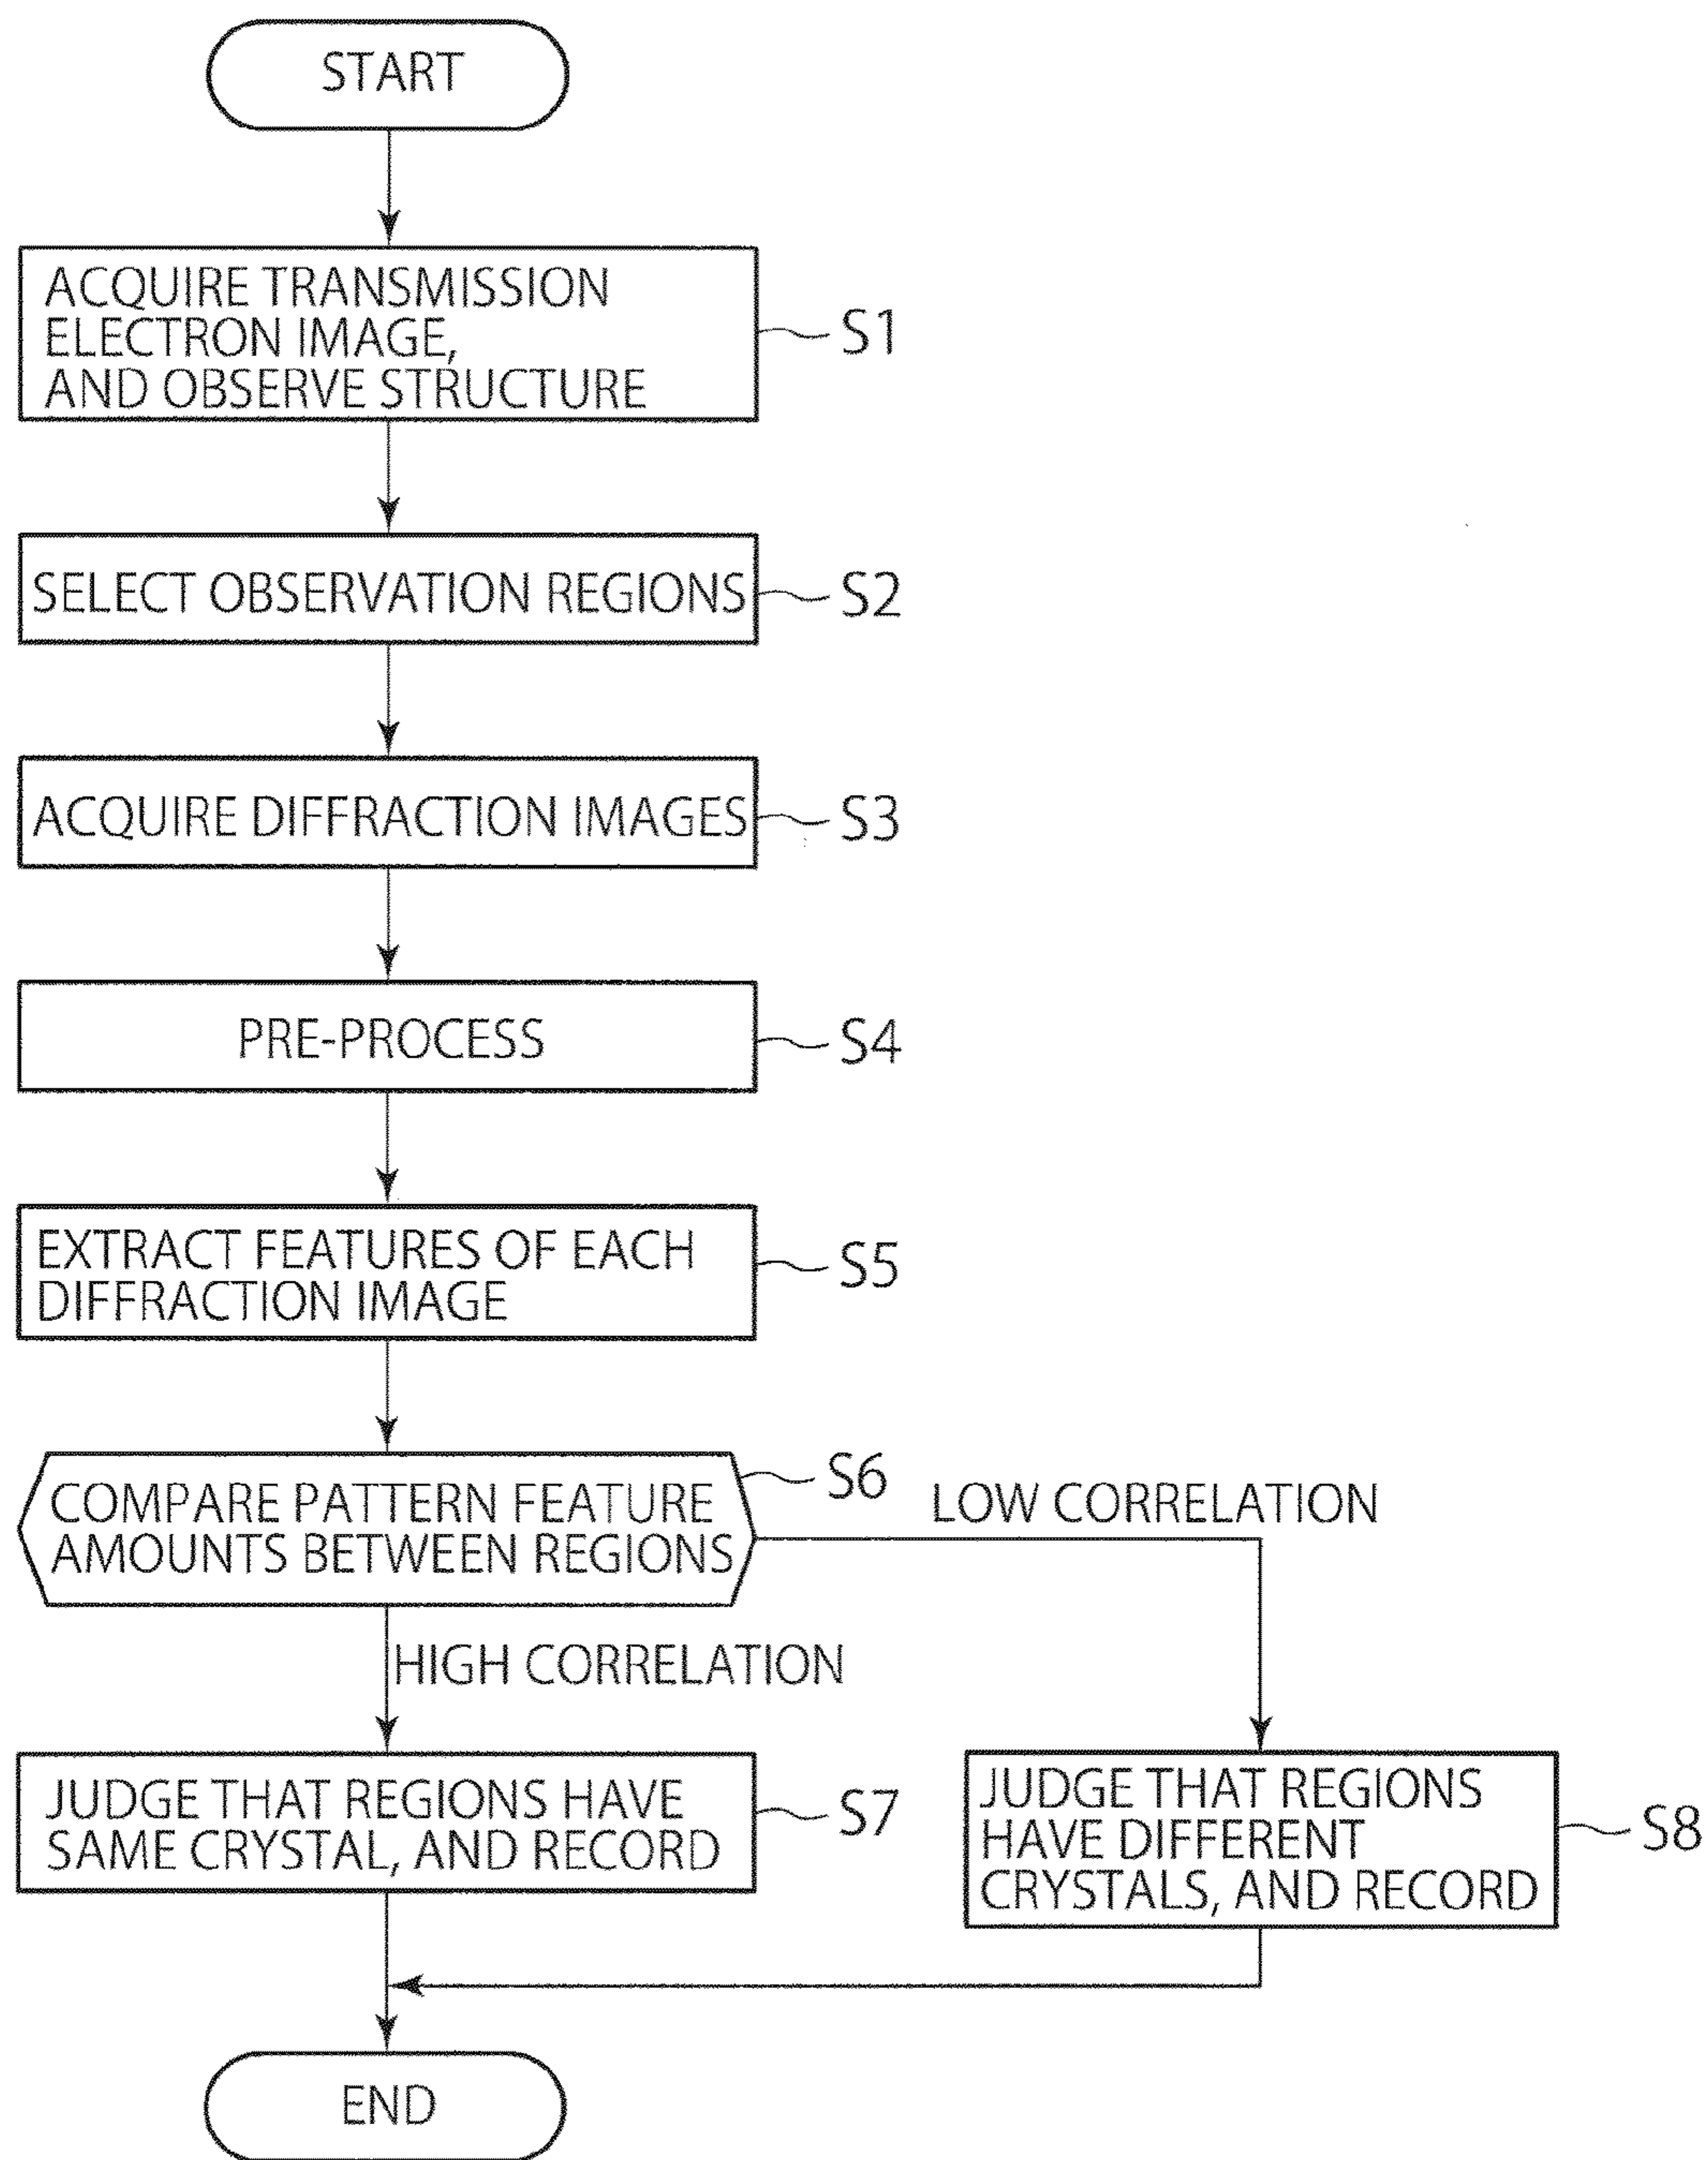 START
ACQUIRE TRANSMISSION
ELECTRON IMAGE,
AND OBSERVE STRUCTURE
S1
SELECT OBSERVATION REGIONS
S2
ACQUIRE DIFFRACTION IMAGES
S3
PRE-PROCESS
S4
EXTRACT FEATURES OF EACH
DIFFRACTION IMAGE
S5
COMPARE PATTERN FEATURE
AMOUNTS BETWEEN REGIONS
S6
LOW CORRELATION
HIGH CORRELATION
JUDGE THAT REGIONS HAVE
SAME CRYSTAL, AND RECORD
S7
JUDGE THAT REGIONS
HAVE DIFFERENT
CRYSTALS, AND RECORD
S8
END